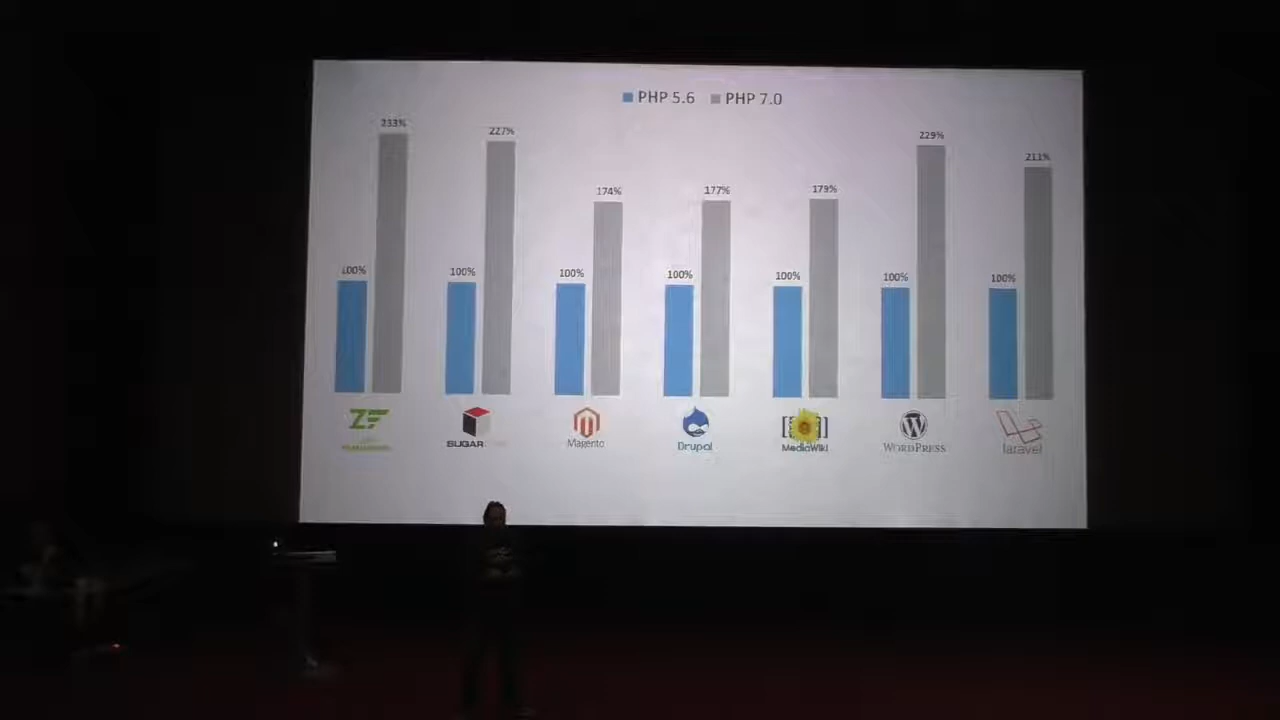 PHP 5.6 PHP 7.0
233% 227% 174% 177% 179% 229% 211%
100% 100% 100% 100% 100% 100% 100%
ZF SUGAR Magento Drupal [[ ]] MediaWiki WORDPRESS laravel